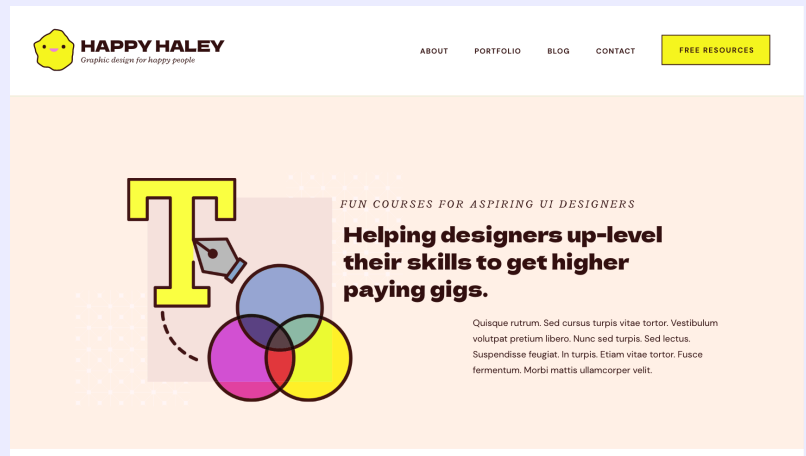 HAPPY HALEY
Graphic design for happy people
ABOUT PORTFOLIO BLOG CONTACT FREE RESOURCES
T
FUN COURSES FOR ASPIRING UI DESIGNERS
Helping designers up-level
their skills to get higher
paying gigs.
Quisque rutrum. Sed cursus turpis vitae tortor. Vestibulum
volutpat pretium libero. Nunc sed turpis. Sed lectus.
Suspendisse feugiat. In turpis. Etiam vitae tortor. Fusce
fermentum. Morbi mattis ullamcorper velit.